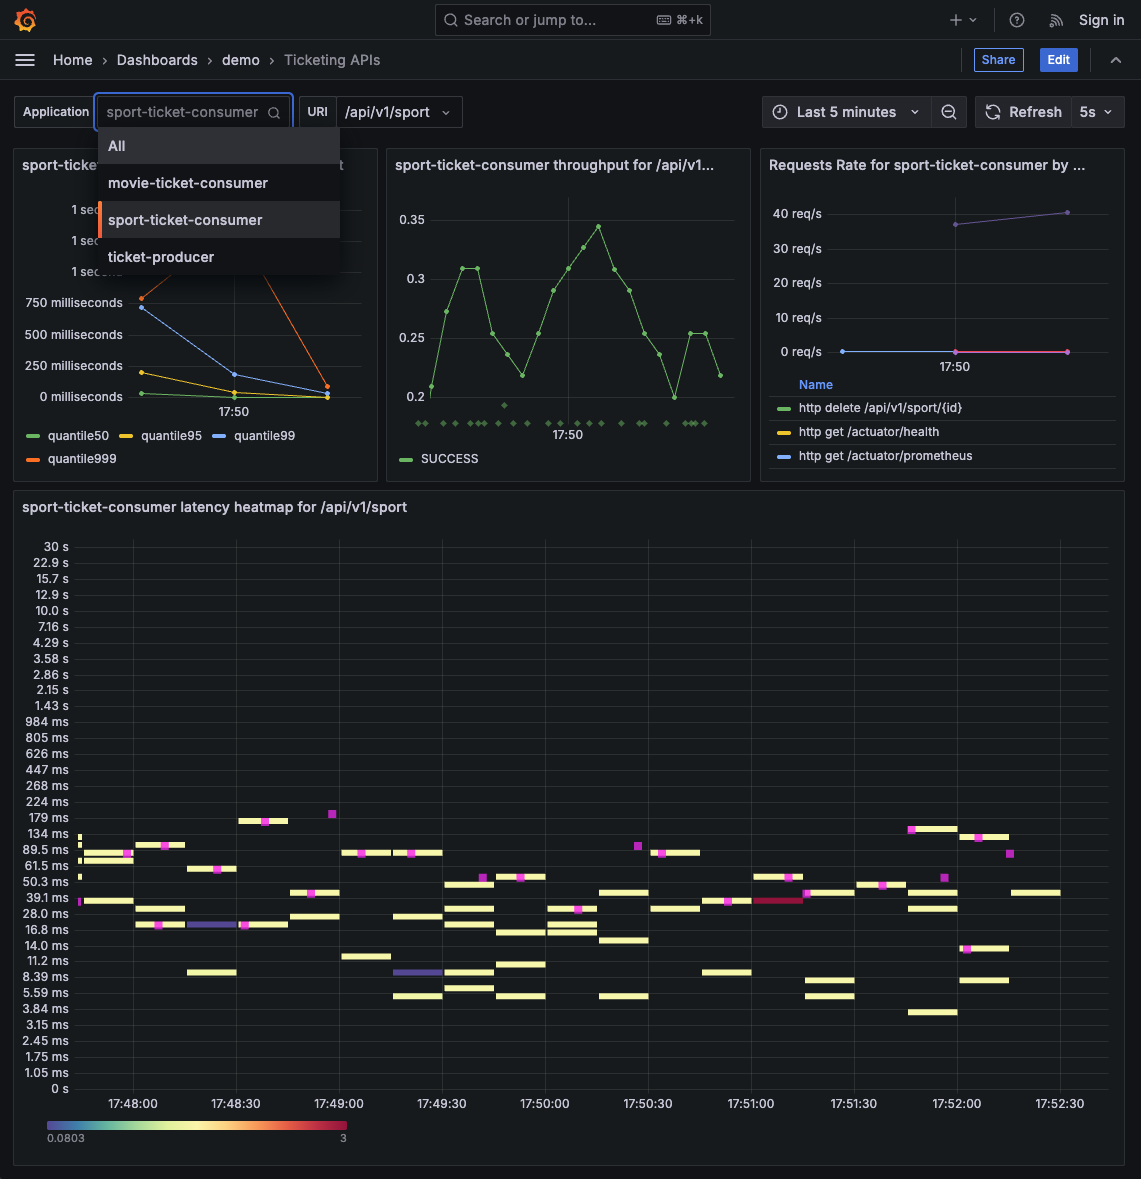 Search or jump to...
⌘+k
Sign in
Home › Dashboards › demo › Ticketing APIs
Share
Edit
Application
sport-ticket-consumer
URI
/api/v1/sport
Last 5 minutes
Refresh
5s
All
movie-ticket-consumer
sport-ticket-consumer
ticket-producer
sport-ticke
t
1 sec
1 sec
1 sec
750 milliseconds
500 milliseconds
250 milliseconds
0 milliseconds
17:50
quantile50
quantile95
quantile99
quantile999
sport-ticket-consumer throughput for /api/v1...
0.35
0.3
0.25
0.2
17:50
SUCCESS
Requests Rate for sport-ticket-consumer by ...
40 req/s
30 req/s
20 req/s
10 req/s
0 req/s
17:50
Name
http delete /api/v1/sport/{id}
http get /actuator/health
http get /actuator/prometheus
sport-ticket-consumer latency heatmap for /api/v1/sport
30 s
22.9 s
15.7 s
12.9 s
10.0 s
7.16 s
4.29 s
3.58 s
2.86 s
2.15 s
1.43 s
984 ms
805 ms
626 ms
447 ms
268 ms
224 ms
179 ms
134 ms
89.5 ms
61.5 ms
50.3 ms
39.1 ms
28.0 ms
16.8 ms
14.0 ms
11.2 ms
8.39 ms
5.59 ms
3.84 ms
3.15 ms
2.45 ms
1.75 ms
1.05 ms
0 s
17:48:00
17:48:30
17:49:00
17:49:30
17:50:00
17:50:30
17:51:00
17:51:30
17:52:00
17:52:30
0.0803
3